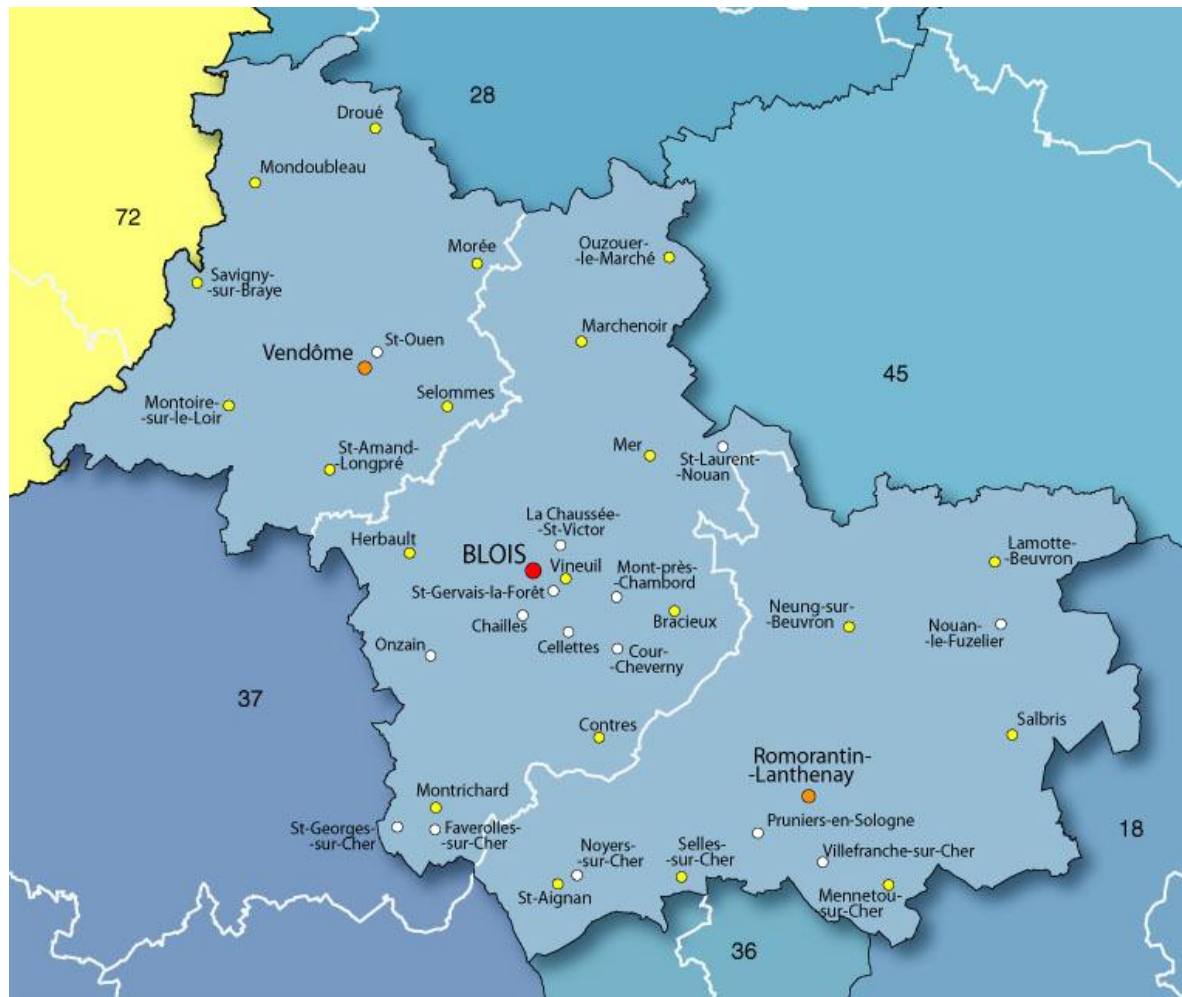 28
Droué
Mondoubleau
72
Morée
Ouzouer-
-le-Marché
Savigny-
-sur-Braye
Marchenoir
St-Ouen
Vendôme
45
Montoire-
-sur-le-Loir
Selommes
St-Amand-
-Longpré
Mer
St-Laurent-
-Nouan
La Chaussée-
-St-Victor
Herbault
BLOIS
Vineuil
Mont-près-
-Chambord
Lamotte-
-Beuvron
St-Gervais-la-Forêt
Chailles
Bracieux
Neung-sur-
-Beuvron
Nouan-
-le-Fuzelier
Onzain
Cellettes
Cour-
-Cheverny
37
Contres
Salbris
Romorantin-
-Lanthenay
Montrichard
St-Georges-
-sur-Cher
Faverolles-
-sur-Cher
Pruniers-en-Sologne
18
Noyers-
-sur-Cher
Selles-
-sur-Cher
Villefranche-sur-Cher
St-Aignan
Mennetou-
sur-Cher
36